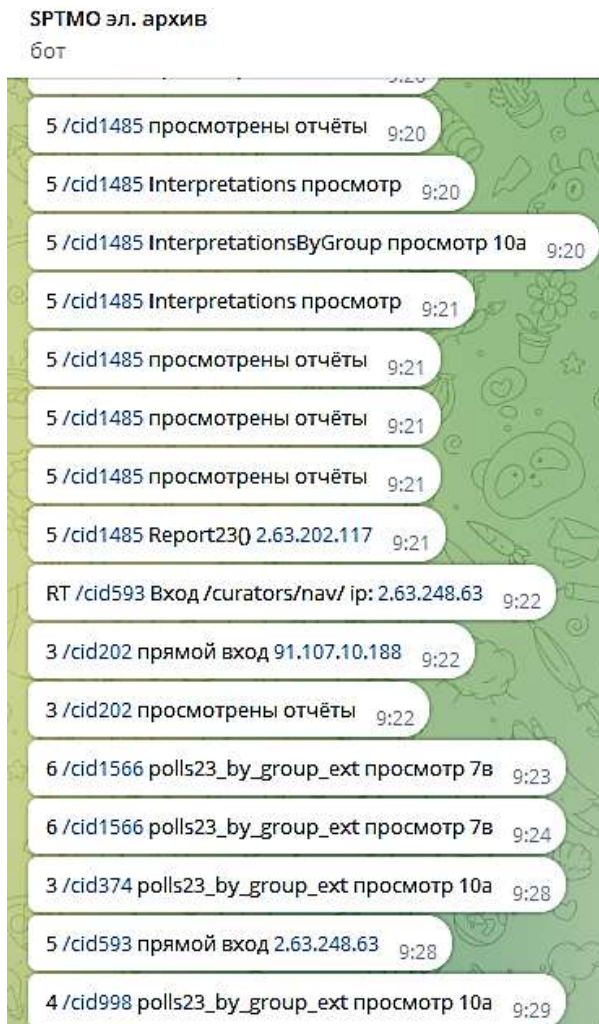 SPTMO эл. архив
бот
5 /cid1485 просмотрены отчёты 9:20
5 /cid1485 Interpretations просмотр 9:20
5 /cid1485 InterpretationsByGroup просмотр 10а 9:20
5 /cid1485 Interpretations просмотр 9:21
5 /cid1485 просмотрены отчёты 9:21
5 /cid1485 просмотрены отчёты 9:21
5 /cid1485 просмотрены отчёты 9:21
5 /cid1485 Report23() 2.63.202.117 9:21
RT /cid593 Вход /curators/nav/ ip: 2.63.248.63 9:22
3 /cid202 прямой вход 91.107.10.188 9:22
3 /cid202 просмотрены отчёты 9:22
6 /cid1566 polls23_by_group_ext просмотр 7в 9:23
6 /cid1566 polls23_by_group_ext просмотр 7в 9:24
3 /cid374 polls23_by_group_ext просмотр 10а 9:28
5 /cid593 прямой вход 2.63.248.63 9:28
4 /cid998 polls23_by_group_ext просмотр 10а 9:29